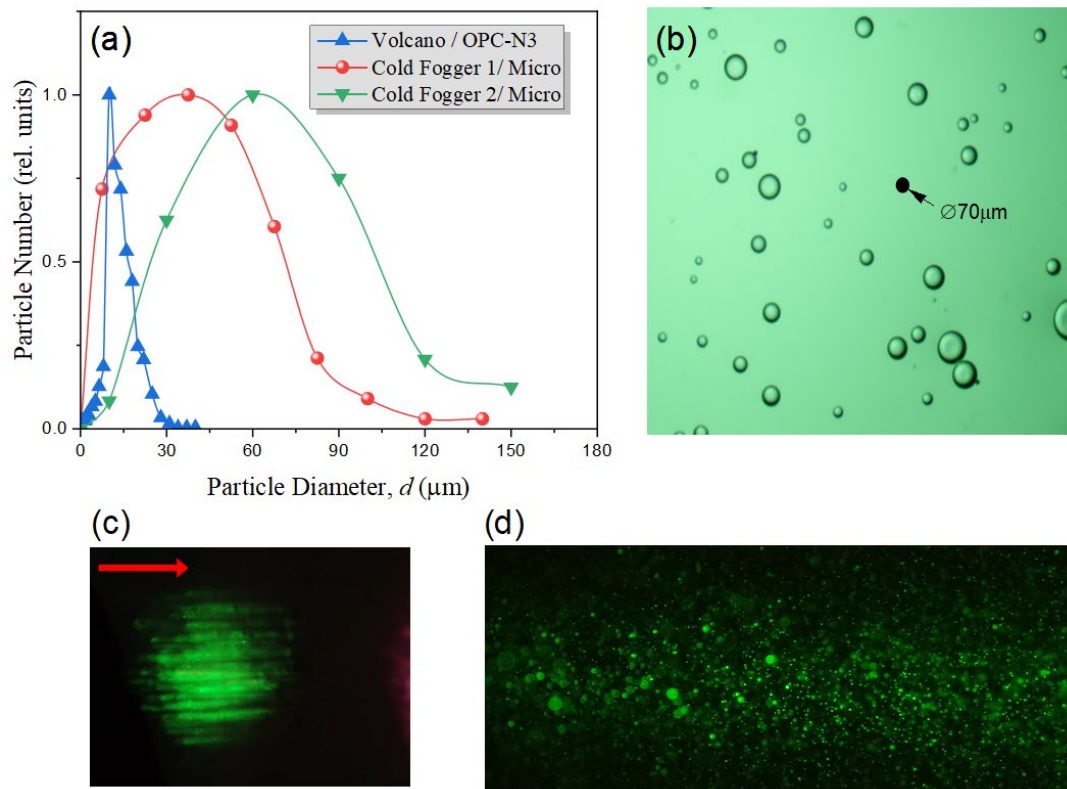 (a)
Volcano / OPC-N3
Cold Fogger 1/ Micro
Cold Fogger 2/ Micro
Particle Number (rel. units)
1.0
0.5
0.0
0
30
60
90
120
150
180
Particle Diameter, d (μm)
(b)
∅70μm
(c)
(d)